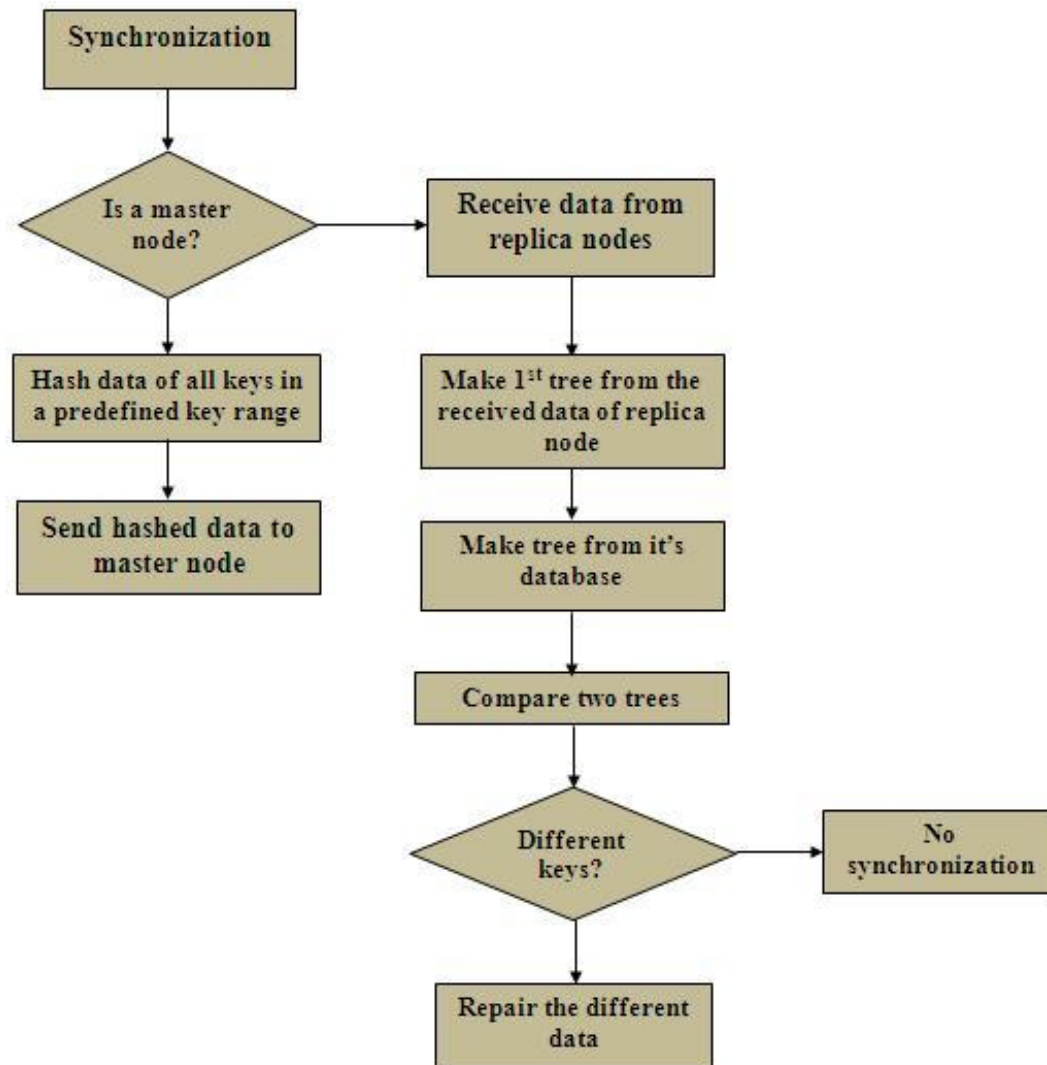 Synchronization
Is a master
node?
Receive data from
replica nodes
Hash data of all keys in
a predefined key range
Make 1st tree from the
received data of replica
node
Send hashed data to
master node
Make tree from it's
database
Compare two trees
Different
keys?
No
synchronization
Repair the different
data